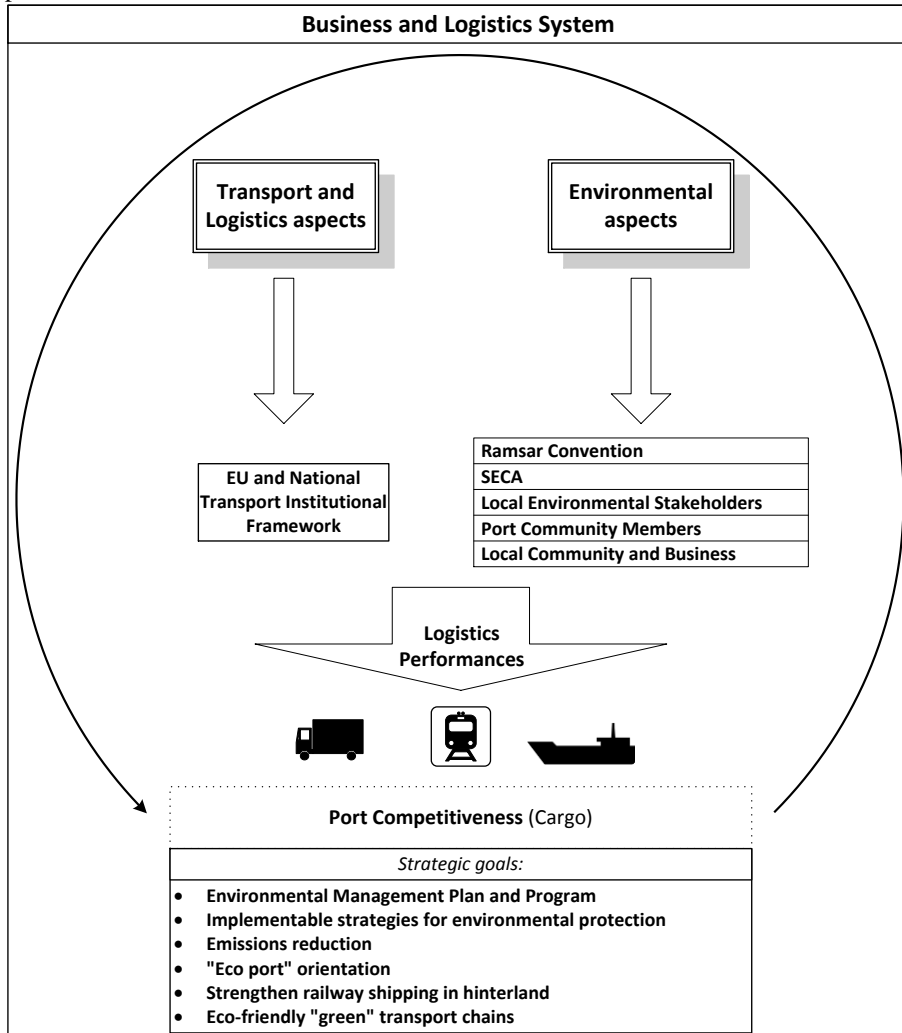 Business and Logistics System
Transport and
Logistics aspects
Environmental
aspects
EU and National
Transport Institutional
Framework
Ramsar Convention
SECA
Local Environmental Stakeholders
Port Community Members
Local Community and Business
Logistics
Performances
Port Competitiveness (Cargo)
Strategic goals:
• Environmental Management Plan and Program
• Implementable strategies for environmental protection
• Emissions reduction
• "Eco port" orientation
• Strengthen railway shipping in hinterland
• Eco-friendly "green" transport chains